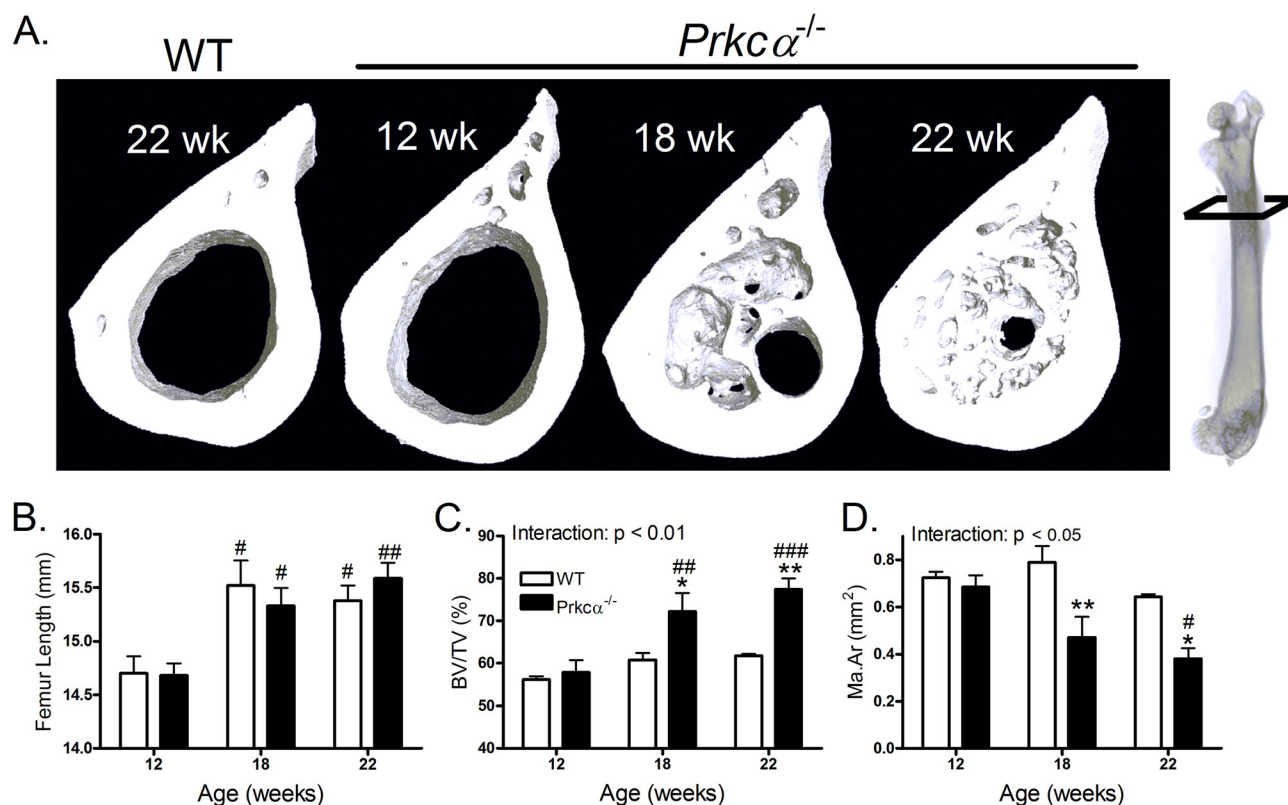 A.
WT
Prkcα-/-
22 wk
12 wk
18 wk
22 wk
B.
16.0
15.5
15.0
14.5
14.0
Femur Length (mm)
#
#
#
##
12
18
22
Age (weeks)
C.
Interaction: p < 0.01
90
80
70
60
50
40
BV/TV (%)
WT
Prkcα-/-
##
*
###
**
12
18
22
Age (weeks)
D.
Interaction: p < 0.05
0.8
0.6
0.4
0.2
0.0
Ma.Ar (mm²)
**
#
*
12
18
22
Age (weeks)